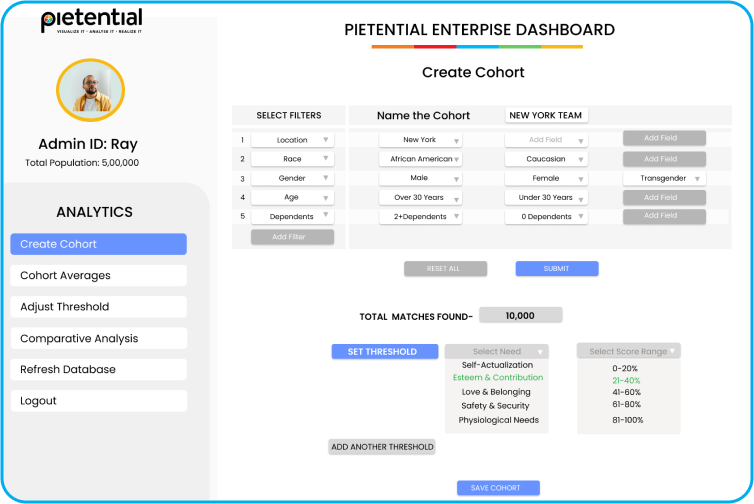 pietential
VISUALIZE IT - ANALYSE IT - REALIZE IT
PIETENTIAL ENTERPISE DASHBOARD
Create Cohort
Admin ID: Ray
Total Population: 5,00,000
ANALYTICS
Create Cohort
Cohort Averages
Adjust Threshold
Comparative Analysis
Refresh Database
Logout
SELECT FILTERS Name the Cohort NEW YORK TEAM
1 Location New York Add Field Add Field
2 Race African American Caucasian Add Field
3 Gender Male Female Transgender
4 Age Over 30 Years Under 30 Years Add Field
5 Dependents 2+Dependents 0 Dependents Add Field
Add Filter
RESET ALL SUBMIT
TOTAL MATCHES FOUND- 10,000
SET THRESHOLD Select Need Select Score Range
Self-Actualization 0-20%
Esteem & Contribution 21-40%
Love & Belonging 41-60%
Safety & Security 61-80%
Physiological Needs 81-100%
ADD ANOTHER THRESHOLD
SAVE COHORT